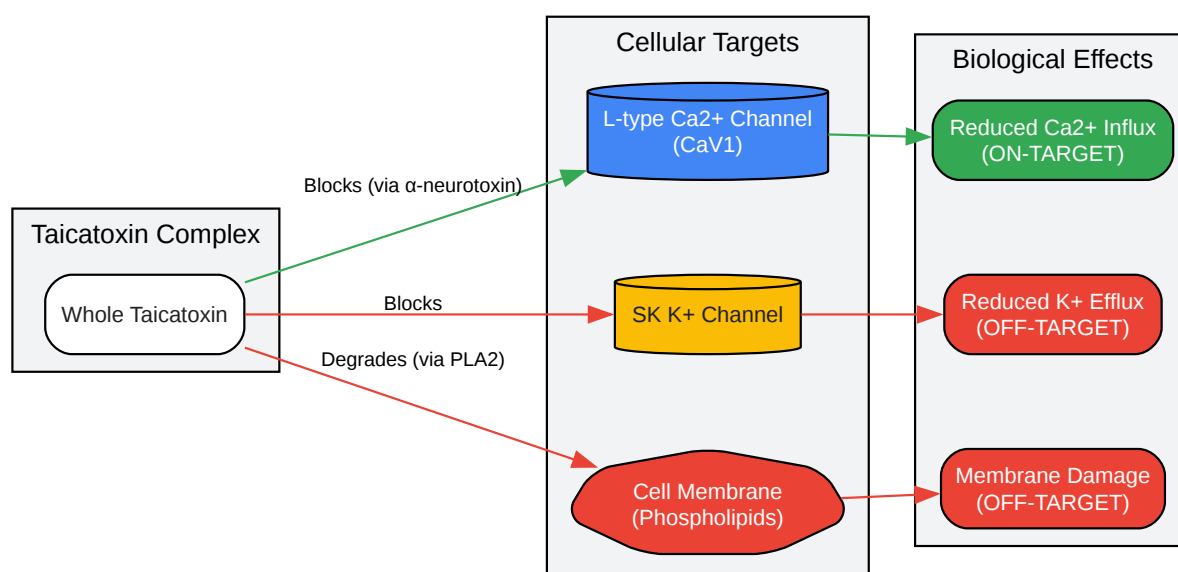 Taicatoxin Complex
Whole Taicatoxin
Blocks (via α-neurotoxin)
Blocks
Degrades (via PLA2)
Cellular Targets
L-type Ca2+ Channel
(CaV1)
SK K+ Channel
Cell Membrane
(Phospholipids)
Biological Effects
Reduced Ca2+ Influx
(ON-TARGET)
Reduced K+ Efflux
(OFF-TARGET)
Membrane Damage
(OFF-TARGET)